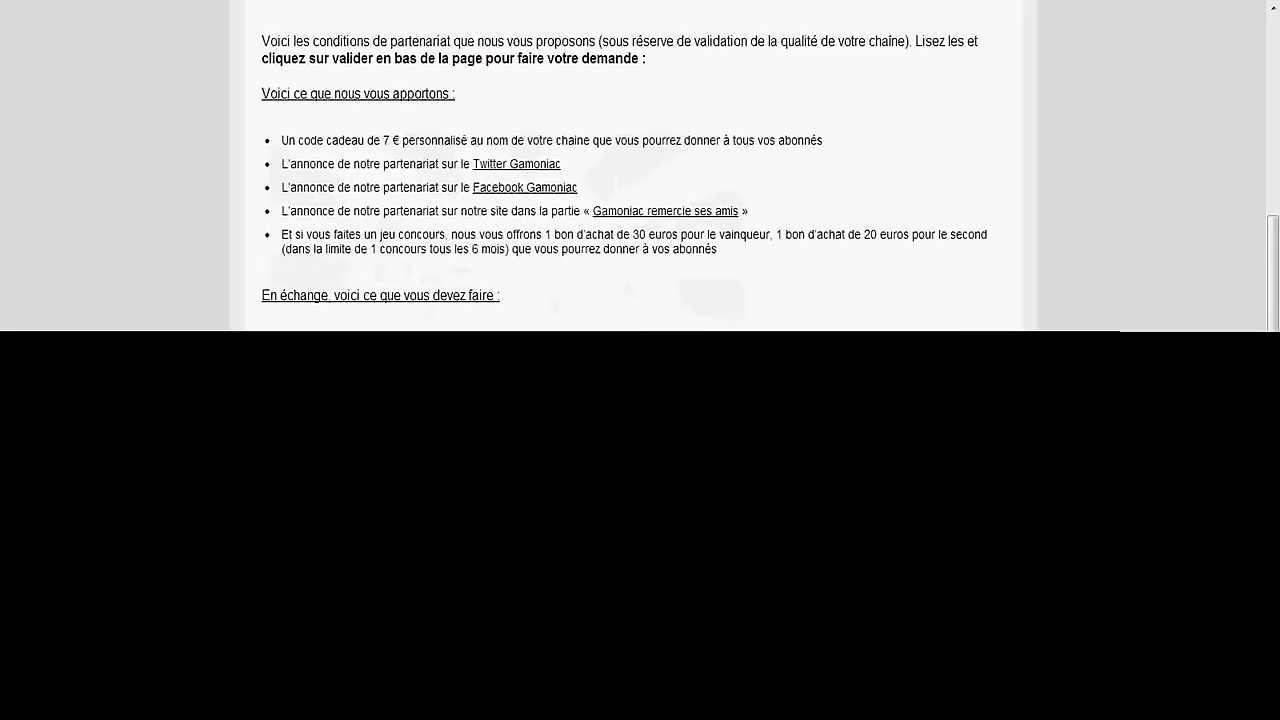 Voici les conditions de partenariat que nous vous proposons (sous réserve de validation de la qualité de votre chaîne). Lisez les et
cliquez sur valider en bas de la page pour faire votre demande :
Voici ce que nous vous apportons :
• Un code cadeau de 7 € personnalisé au nom de votre chaine que vous pourrez donner à tous vos abonnés
• L'annonce de notre partenariat sur le Twitter Gamoniac
• L'annonce de notre partenariat sur le Facebook Gamoniac
• L'annonce de notre partenariat sur notre site dans la partie « Gamoniac remercie ses amis »
• Et si vous faites un jeu concours, nous vous offrons 1 bon d'achat de 30 euros pour le vainqueur, 1 bon d'achat de 20 euros pour le second
(dans la limite de 1 concours tous les 6 mois) que vous pourrez donner à vos abonnés
En échange, voici ce que vous devez faire :